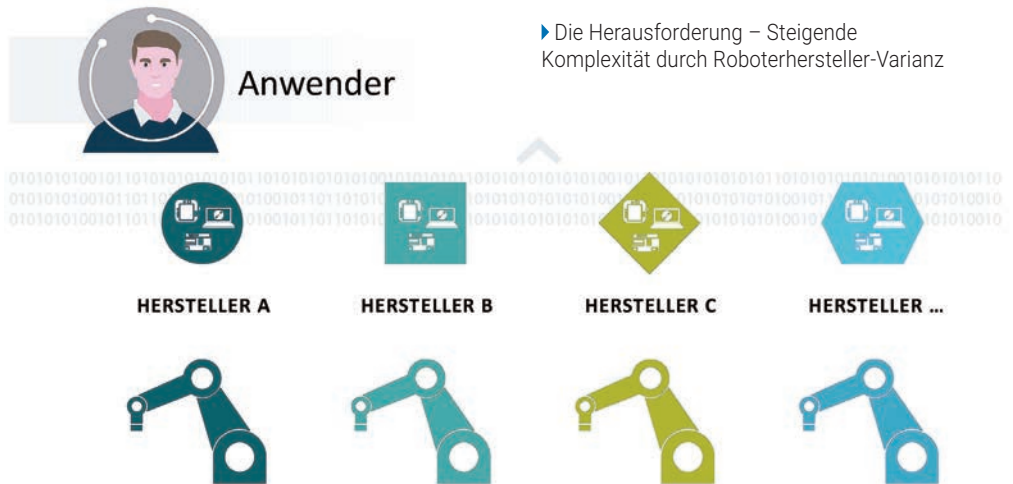 Die Herausforderung – Steigende
Komplexität durch Roboterhersteller-Varianz
Anwender
HERSTELLER A
HERSTELLER B
HERSTELLER C
HERSTELLER ...